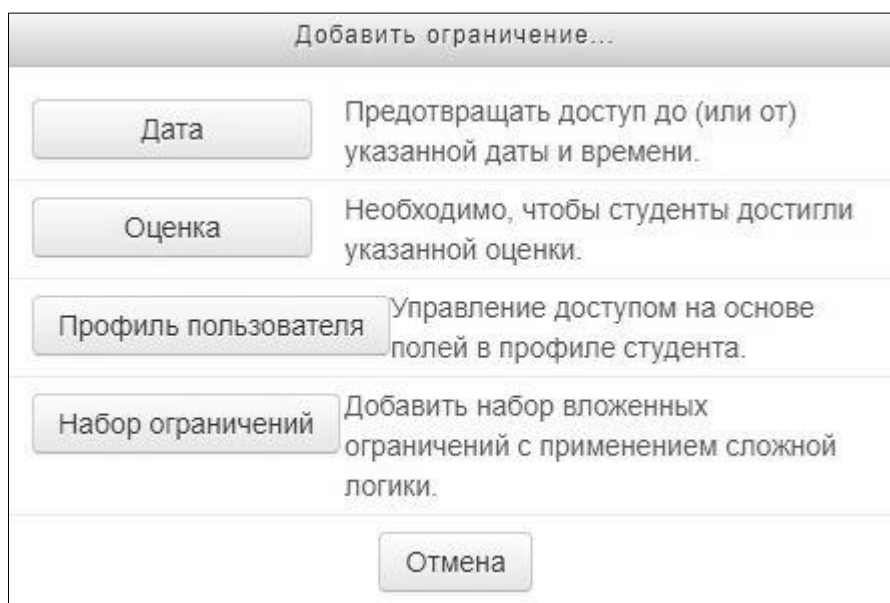 Добавить ограничение...
Дата
Предотвращать доступ до (или от)
указанной даты и времени.
Оценка
Необходимо, чтобы студенты достигли
указанной оценки.
Профиль пользователя
Управление доступом на основе
полей в профиле студента.
Набор ограничений
Добавить набор вложенных
ограничений с применением сложной
логики.
Отмена